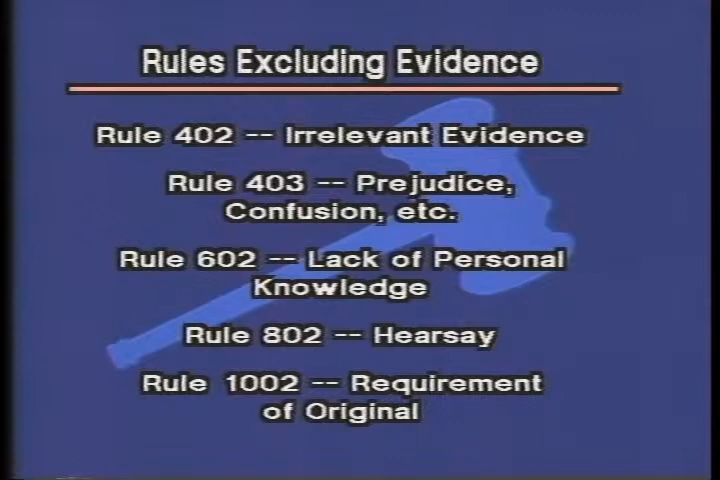 Rules Excluding Evidence
Rule 402 -- Irrelevant Evidence
Rule 403 -- Prejudice,
Confusion, etc.
Rule 602 -- Lack of Personal
Knowledge
Rule 802 -- Hearsay
Rule 1002 -- Requirement
of Original